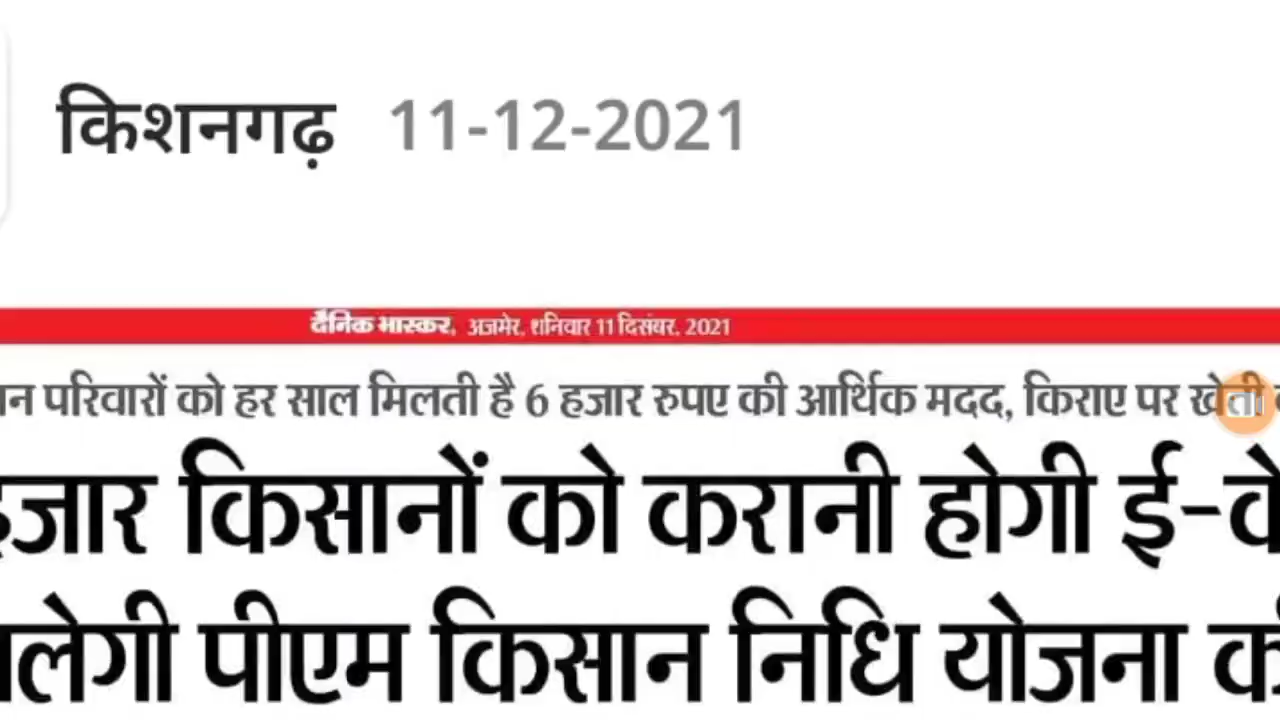 किशनगढ़ 11-12-2021
दैनिक भास्कर, अजमेर, शनिवार 11 दिसंबर, 2021
परिवारों को हर साल मिलती है 6 हजार रुपए की आर्थिक मदद, किराए पर खेती
किसानों को करानी होगी
पीएम किसान निधि योजना